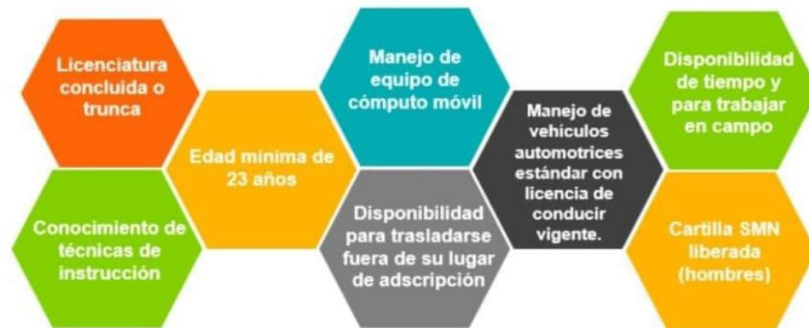 Licenciatura
concluida o
trunca
Conocimiento de
técnicas de
instrucción
Edad mínima de
23 años
Manejo de
equipo de
cómputo móvil
Disponibilidad
para trasladarse
fuera de su lugar
de adscripción
Manejo de
vehículos
automotrices
estándar con
licencia de
conducir
vigente.
Disponibilidad
de tiempo y
para trabajar
en campo
Cartilla SMN
liberada
(hombres)